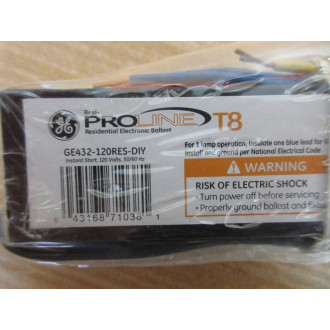 Resi-
PROLINE T8
Residential Electronic Ballast
GE432-120RES-DIY
Instant Start, 120 Volts, 50/60 Hz
For 1 lamp operation, insulate one blue lead for
install and ground per National Electrical Code
WARNING
RISK OF ELECTRIC SHOCK
• Turn power off before servicing
• Properly ground ballast and
0 43168 71036 1